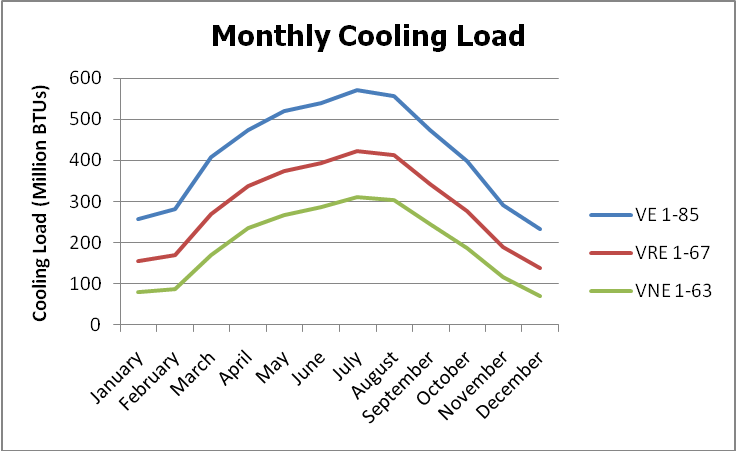 Monthly Cooling Load
Cooling Load (Million BTUs)
600
500
400
300
200
100
0
January
February
March
April
May
June
July
August
September
October
November
December
VE 1-85
VRE 1-67
VNE 1-63